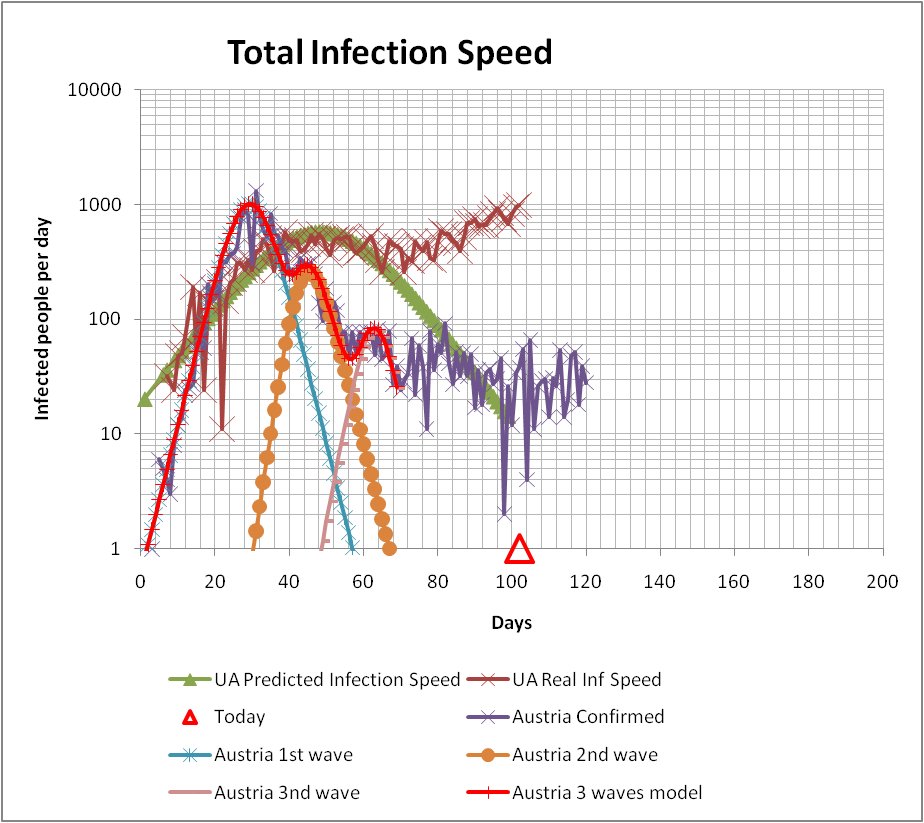 Total Infection Speed
Infected people per day
10000
1000
100
10
1
0 20 40 60 80 100 120 140 160 180 200
Days
UA Predicted Infection Speed UA Real Inf Speed
Today Austria Confirmed
Austria 1st wave Austria 2nd wave
Austria 3nd wave Austria 3 waves model